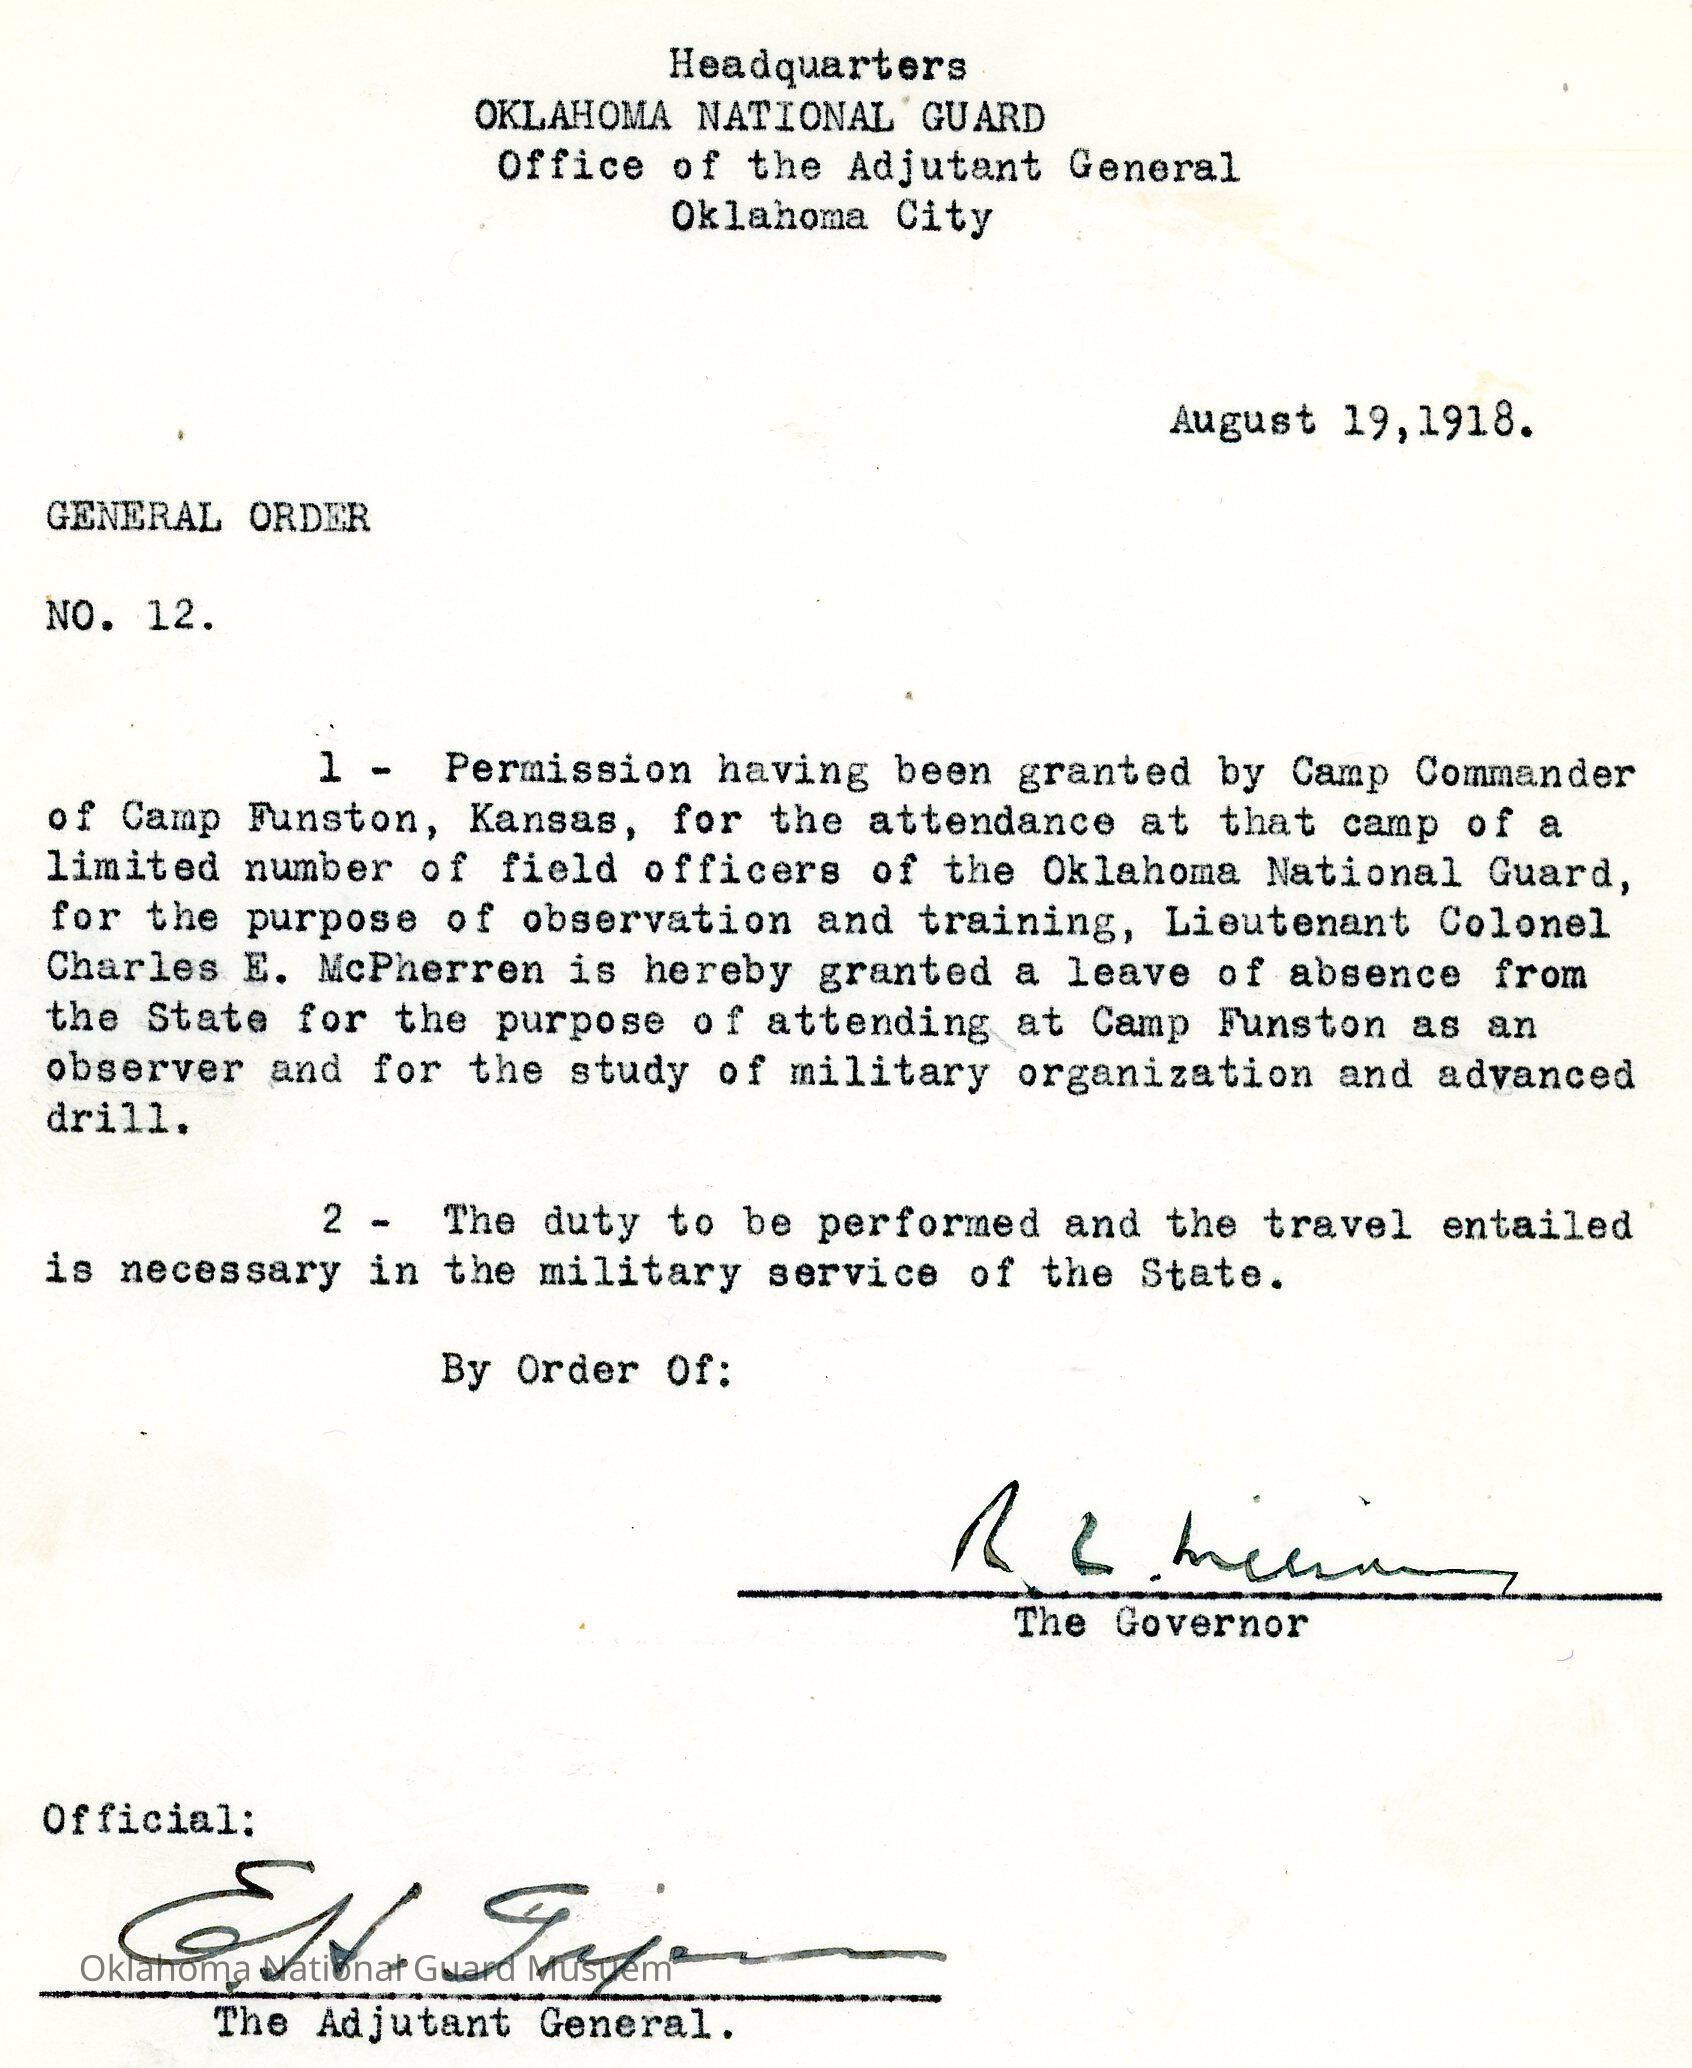 Headquarters
OKLAHOMA NATIONAL GUARD
Office of the Adjutant General
Oklahoma City
August 19,1918.
GENERAL ORDER
NO. 12.
1 - Permission having been granted by Camp Commander
of Camp Funston, Kansas, for the attendance at that camp of a
limited number of field officers of the Oklahoma National Guard,
for the purpose of observation and training, Lieutenant Colonel
Charles E. McPherren is hereby granted a leave of absence from
the State for the purpose of attending at Camp Funston as an
observer and for the study of military organization and advanced
drill.
2 - The duty to be performed and the travel entailed
is necessary in the military service of the State.
By Order Of:
R. L. Williams
The Governor
Official:
E. H.
Oklahoma National Guard Musuem
The Adjutant General.